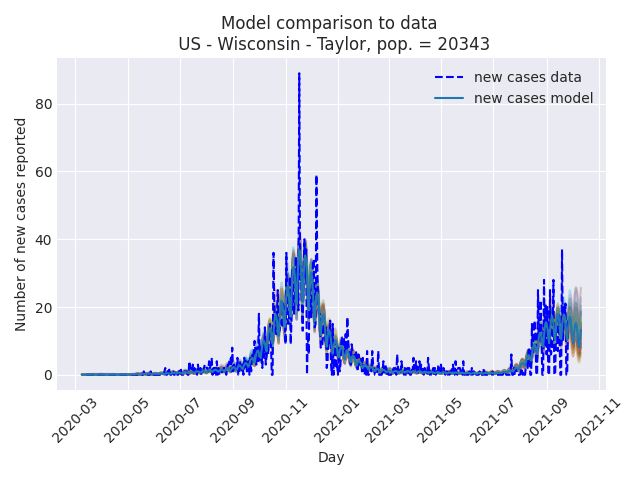 Model comparison to data
US - Wisconsin - Taylor, pop. = 20343
new cases data
new cases model
Number of new cases reported
80
60
40
20
0
2020-03
2020-05
2020-07
2020-09
2020-11
2021-01
2021-03
2021-05
2021-07
2021-09
2021-11
Day